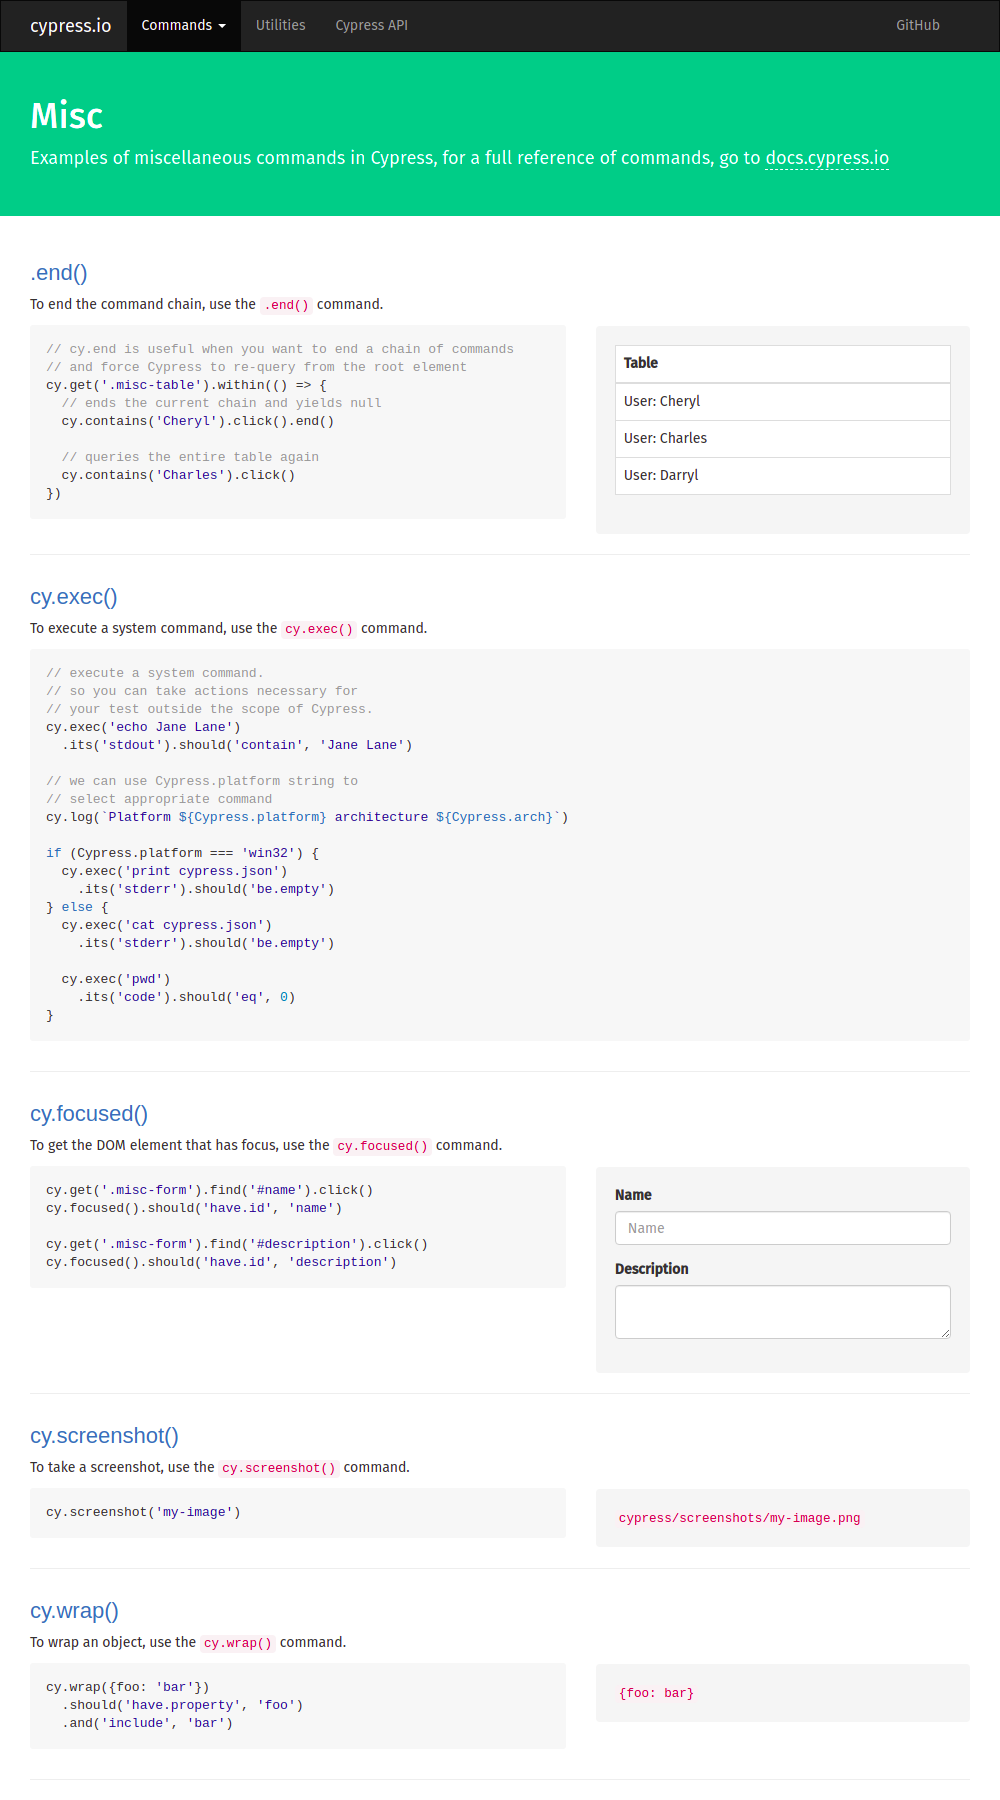 cypress.io Commands Utilities Cypress API GitHub
Misc
Examples of miscellaneous commands in Cypress, for a full reference of commands, go to docs.cypress.io
.end()
To end the command chain, use the .end() command.
// cy.end is useful when you want to end a chain of commands
// and force Cypress to re-query from the root element
cy.get('.misc-table').within(() => {
  // ends the current chain and yields null
  cy.contains('Cheryl').click().end()
  // queries the entire table again
  cy.contains('Charles').click()
})
Table
User: Cheryl
User: Charles
User: Darryl
cy.exec()
To execute a system command, use the cy.exec() command.
// execute a system command.
// so you can take actions necessary for
// your test outside the scope of Cypress.
cy.exec('echo Jane Lane')
  .its('stdout').should('contain', 'Jane Lane')
// we can use Cypress.platform string to
// select appropriate command
cy.log(`Platform ${Cypress.platform} architecture ${Cypress.arch}`)
if (Cypress.platform === 'win32') {
  cy.exec('print cypress.json')
    .its('stderr').should('be.empty')
} else {
  cy.exec('cat cypress.json')
    .its('stderr').should('be.empty')
  cy.exec('pwd')
    .its('code').should('eq', 0)
}
cy.focused()
To get the DOM element that has focus, use the cy.focused() command.
cy.get('.misc-form').find('#name').click()
cy.focused().should('have.id', 'name')
cy.get('.misc-form').find('#description').click()
cy.focused().should('have.id', 'description')
Name
Name
Description
cy.screenshot()
To take a screenshot, use the cy.screenshot() command.
cy.screenshot('my-image')
cypress/screenshots/my-image.png
cy.wrap()
To wrap an object, use the cy.wrap() command.
cy.wrap({foo: 'bar'})
  .should('have.property', 'foo')
  .and('include', 'bar')
{foo: bar}